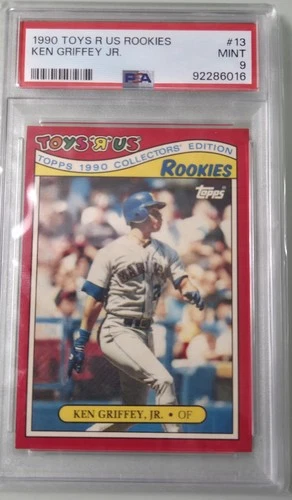 1990 TOYS R US ROOKIES #13
KEN GRIFFEY JR. MINT
9
PSA 92286016
TOYS "R" US
TOPPS 1990 COLLECTORS' EDITION
ROOKIES
Topps
KEN GRIFFEY, JR. • OF